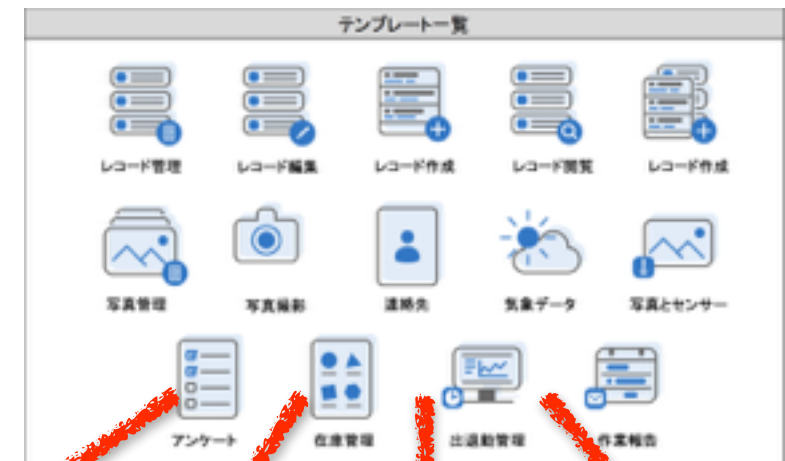 テンプレート一覧
レコード管理 レコード編集 レコード作成 レコード閲覧 レコード作成
写真管理 写真撮影 連絡先 気象データ 写真とセンサー
アンケート 在庫管理 出退勤管理 作業報告